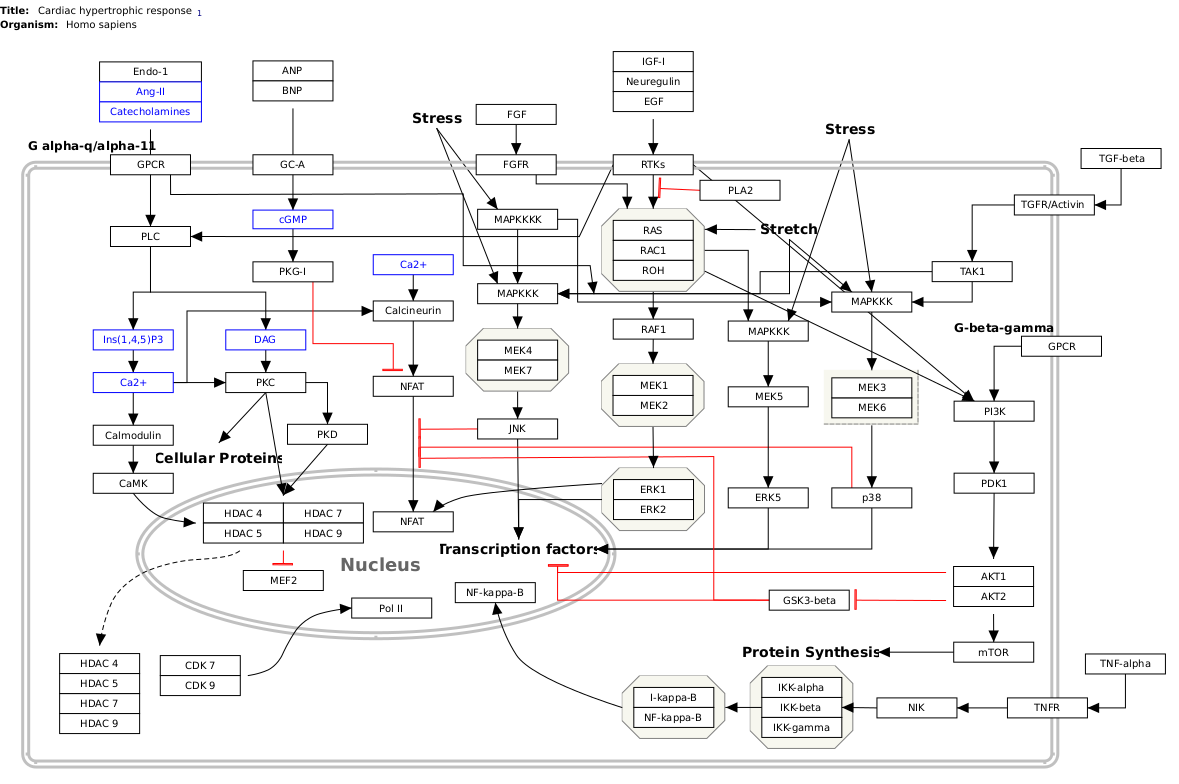 Title: Cardiac hypertrophic response 1
Organism: Homo sapiens
IGF-I
Neuregulin
EGF
Endo-1
Ang-II
Catecholamines
ANP
BNP
FGF
Stress
Stress
G alpha-q/alpha-11
TGF-beta
GPCR
GC-A
FGFR
RTKs
PLA2
TGFR/Activin
cGMP
MAPKKKK
RAS
RAC1
ROH
Stretch
PLC
PKG-I
Ca2+
TAK1
MAPKKK
MAPKKK
Calcineurin
RAF1
MAPKKK
G-beta-gamma
GPCR
Ins(1,4,5)P3
DAG
MEK4
MEK7
Ca2+
PKC
NFAT
MEK1
MEK2
MEK5
MEK3
MEK6
PI3K
Calmodulin
PKD
JNK
Cellular Proteins
CaMK
PDK1
ERK1
ERK2
ERK5
p38
HDAC 4
HDAC 7
HDAC 5
HDAC 9
NFAT
Transcription factors
Nucleus
MEF2
AKT1
AKT2
NF-kappa-B
Pol II
GSK3-beta
Protein Synthesis
mTOR
TNF-alpha
HDAC 4
HDAC 5
HDAC 7
HDAC 9
CDK 7
CDK 9
I-kappa-B
NF-kappa-B
IKK-alpha
IKK-beta
IKK-gamma
NIK
TNFR